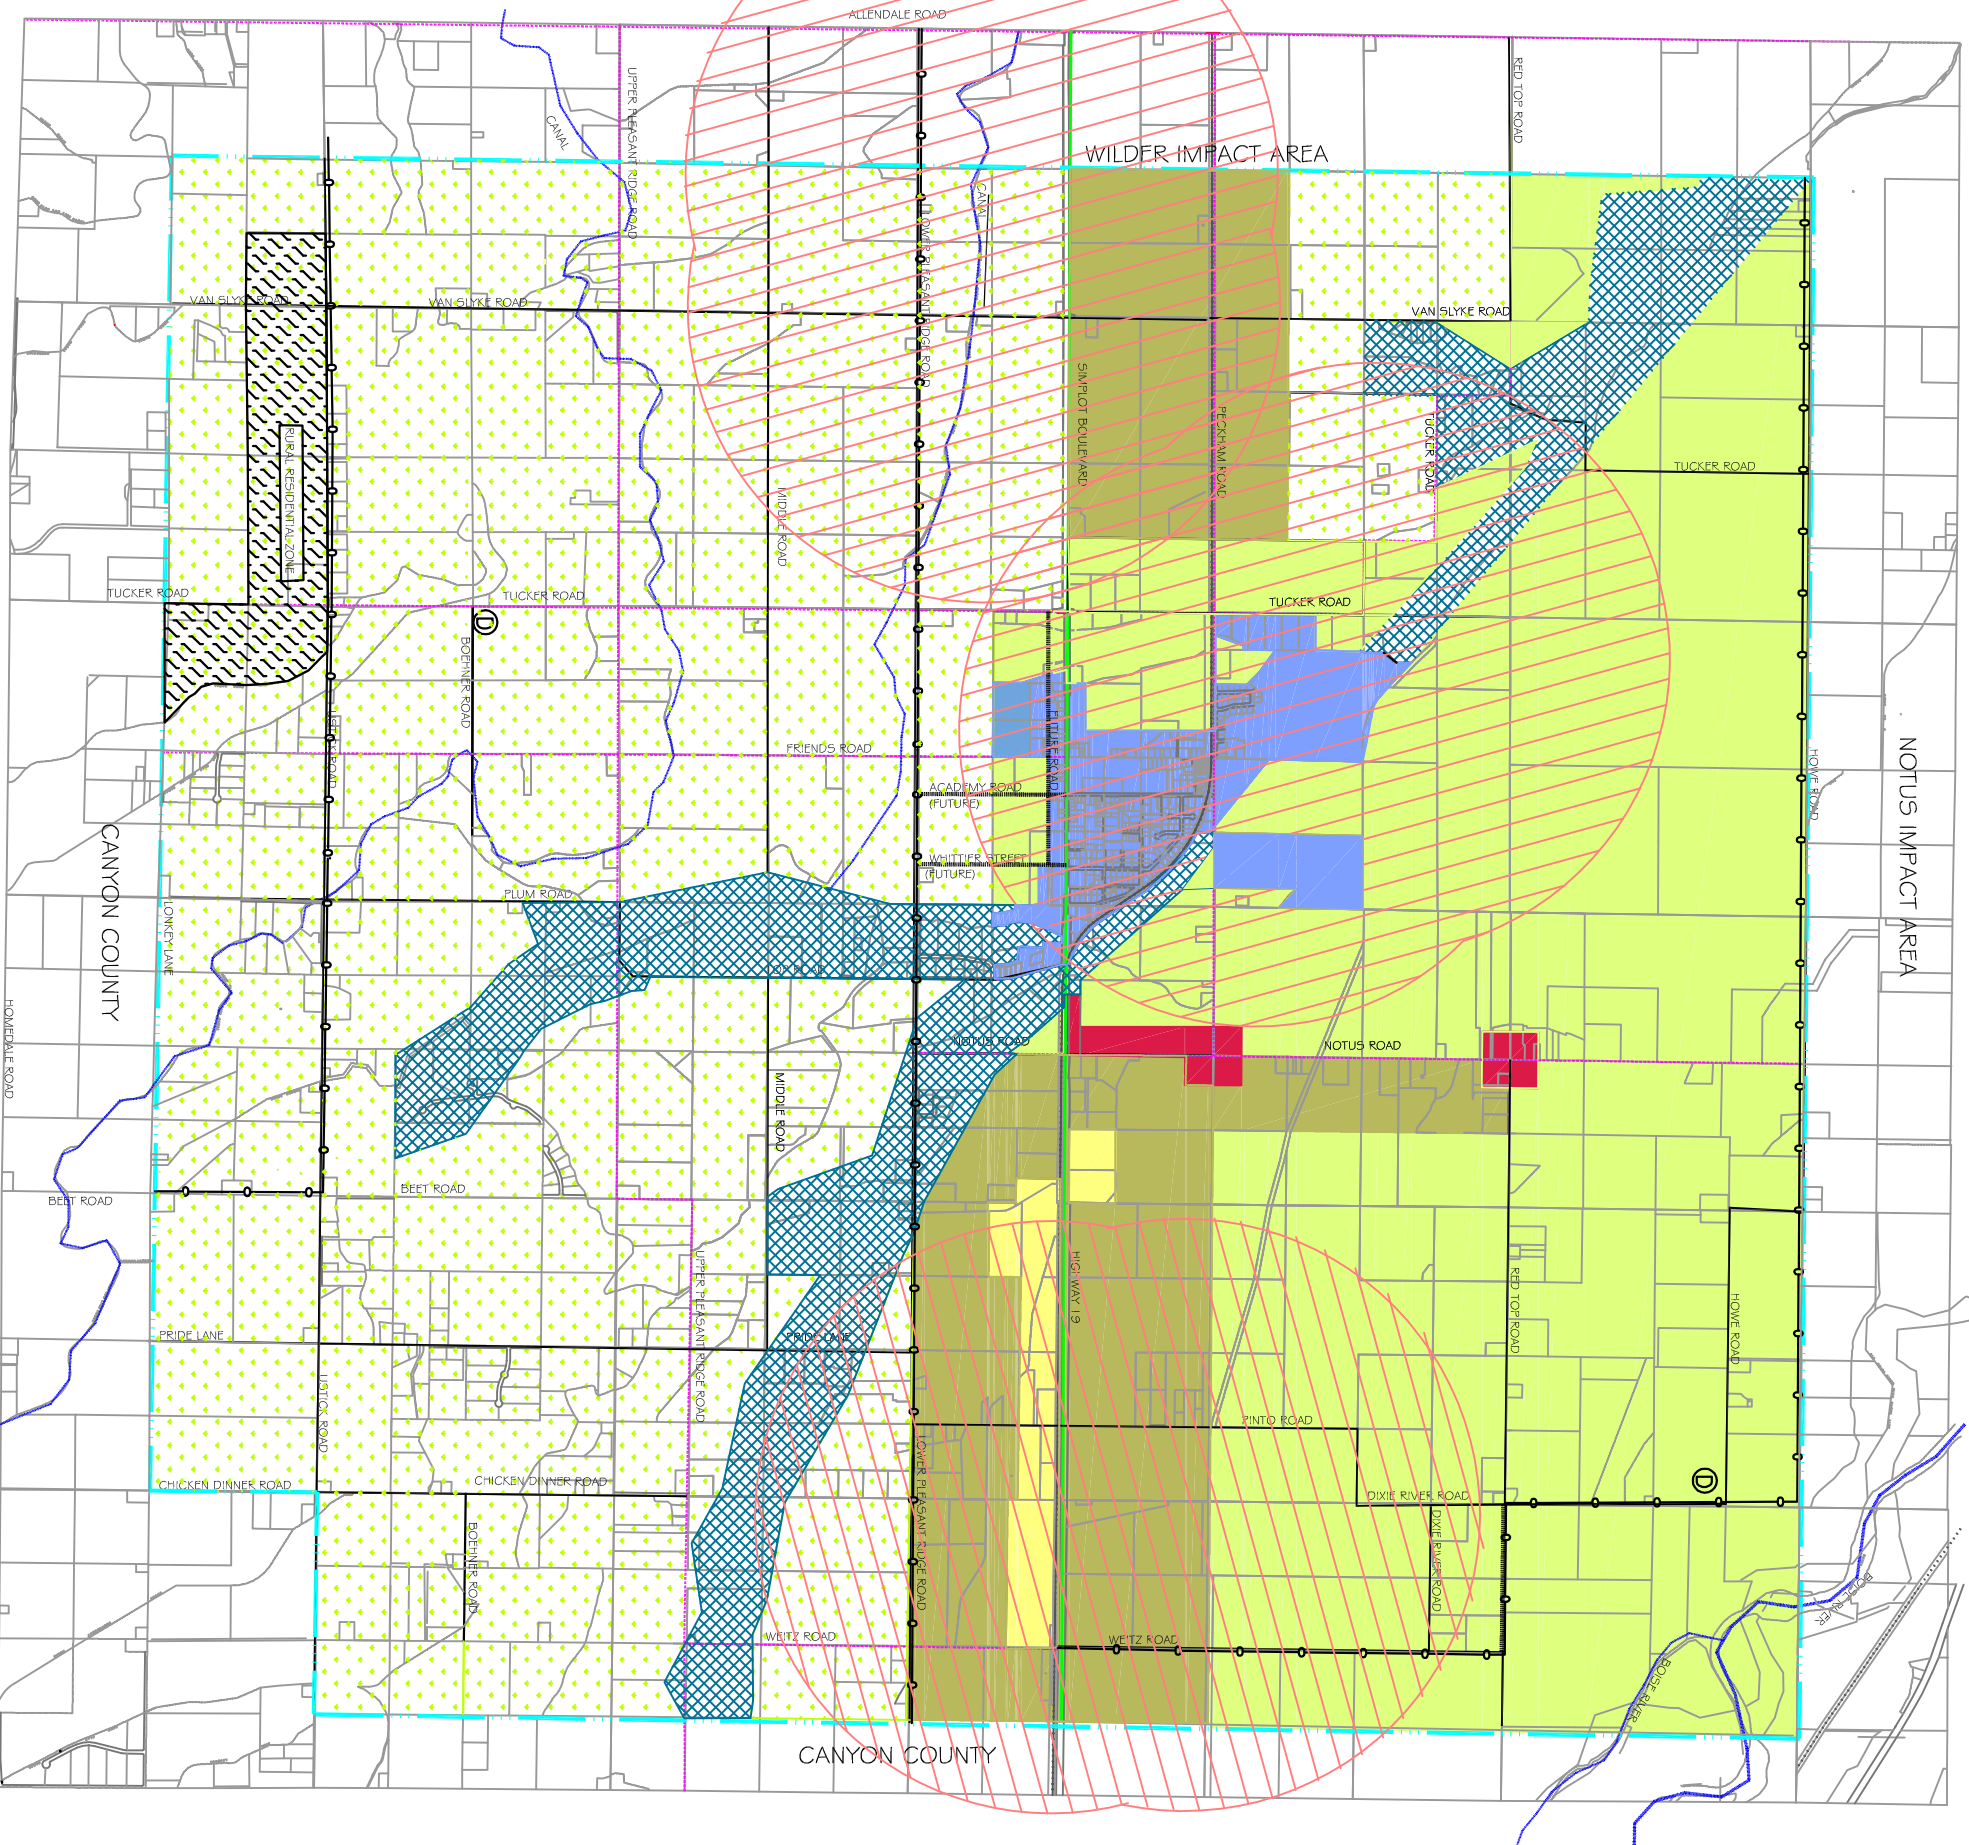 ALLENDALE ROAD
WILDER IMPACT AREA
CANAL
UPPER PLEASANT RIDGE ROAD
RED TOP ROAD
CANAL
LOWER PLEASANT RIDGE ROAD
VAN SLYKE ROAD
VAN SLYKE ROAD
VAN SLYKE ROAD
SIMPLOT BOULEVARD
PECKHAM ROAD
TUCKER ROAD
TUCKER ROAD
RURAL RESIDENTIAL ZONE
MIDDLE ROAD
TUCKER ROAD
TUCKER ROAD
TUCKER ROAD
D
BOEHNER ROAD
USTICK ROAD
FRIENDS ROAD
FUTURE ROAD
HOWE ROAD
NOTUS IMPACT AREA
ACADEMY ROAD
(FUTURE)
CANYON COUNTY
WHITTIER STREET
(FUTURE)
PLUM ROAD
LONKEY LANE
TOP ROAD
HOMEDALE ROAD
NOTUS ROAD
NOTUS ROAD
MIDDLE ROAD
BEET ROAD
BEET ROAD
UPPER PLEASANT RIDGE ROAD
HIGHWAY 19
RED TOP ROAD
HOWE ROAD
PRIDE LANE
PRIDE LANE
USTICK ROAD
PINTO ROAD
LOWER PLEASANT RIDGE ROAD
CHICKEN DINNER ROAD
CHICKEN DINNER ROAD
D
DIXIE RIVER ROAD
DIXIE RIVER ROAD
BOEHNER ROAD
BOISE RIVER
WEITZ ROAD
WEITZ ROAD
BOISE RIVER
CANYON COUNTY